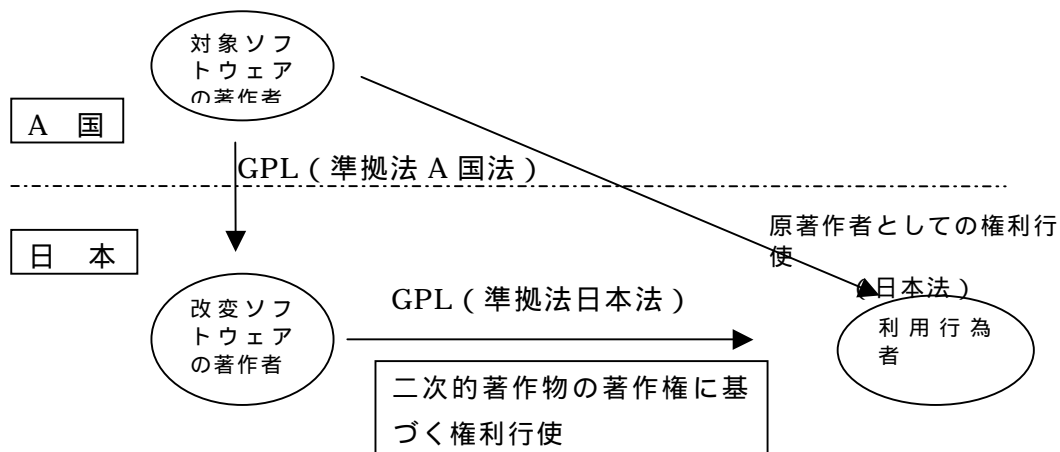 対象ソフ
トウェア
の著作者
A 国
GPL(準拠法 A 国法)
日 本
原著作者としての権利行
使
(日本法)
改変ソフ
トウェア
の著作者
GPL(準拠法日本法)
利用行為
者
二次的著作物の著作権に基
づく権利行使